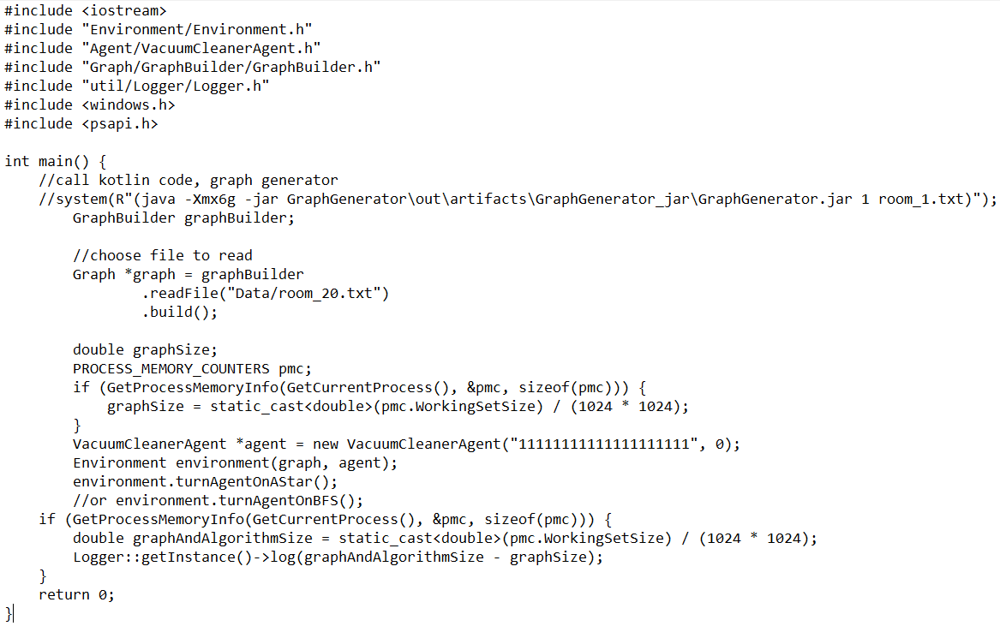 #include <iostream>
#include "Environment/Environment.h"
#include "Agent/VacuumCleanerAgent.h"
#include "Graph/GraphBuilder/GraphBuilder.h"
#include "util/Logger/Logger.h"
#include <windows.h>
#include <psapi.h>

int main() {
    //call kotlin code, graph generator
    //system(R"(java -Xmx6g -jar GraphGenerator\out\artifacts\GraphGenerator_jar\GraphGenerator.jar 1 room_1.txt)");
        GraphBuilder graphBuilder;

        //choose file to read
        Graph *graph = graphBuilder
                .readFile("Data/room_20.txt")
                .build();

        double graphSize;
        PROCESS_MEMORY_COUNTERS pmc;
        if (GetProcessMemoryInfo(GetCurrentProcess(), &pmc, sizeof(pmc))) {
            graphSize = static_cast<double>(pmc.WorkingSetSize) / (1024 * 1024);
        }
        VacuumCleanerAgent *agent = new VacuumCleanerAgent("11111111111111111111", 0);
        Environment environment(graph, agent);
        environment.turnAgentOnAStar();
        //or environment.turnAgentOnBFS();
    if (GetProcessMemoryInfo(GetCurrentProcess(), &pmc, sizeof(pmc))) {
        double graphAndAlgorithmSize = static_cast<double>(pmc.WorkingSetSize) / (1024 * 1024);
        Logger::getInstance()->log(graphAndAlgorithmSize - graphSize);
    }
    return 0;
}